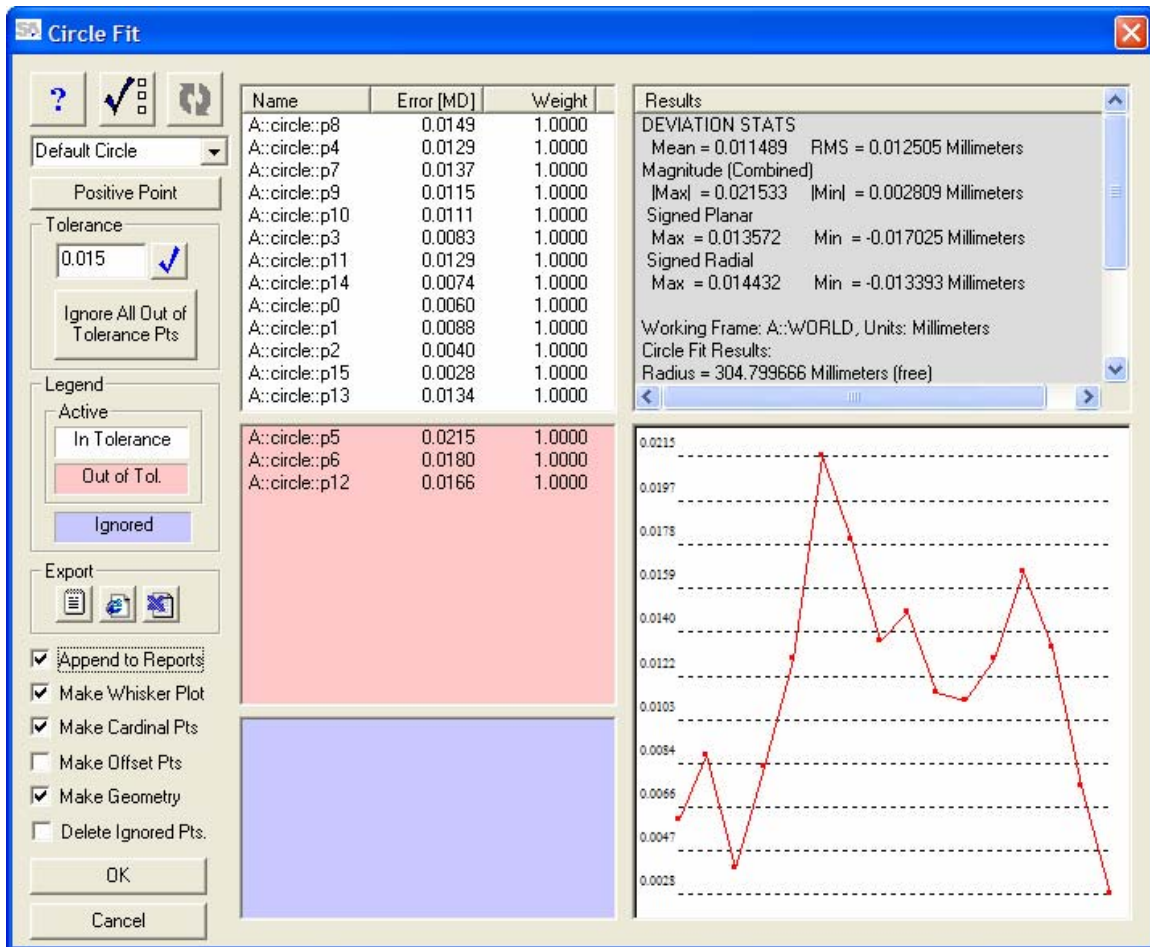 SA Circle Fit
?
Default Circle
Positive Point
Tolerance
0.015
Ignore All Out of
Tolerance Pts
Legend
Active
In Tolerance
Out of Tol.
Ignored
Export
Append to Reports
Make Whisker Plot
Make Cardinal Pts
Make Offset Pts
Make Geometry
Delete Ignored Pts.
OK
Cancel
Name Error [MD] Weight
A::circle::p8 0.0149 1.0000
A::circle::p4 0.0129 1.0000
A::circle::p7 0.0137 1.0000
A::circle::p9 0.0115 1.0000
A::circle::p10 0.0111 1.0000
A::circle::p3 0.0083 1.0000
A::circle::p11 0.0129 1.0000
A::circle::p14 0.0074 1.0000
A::circle::p0 0.0060 1.0000
A::circle::p1 0.0088 1.0000
A::circle::p2 0.0040 1.0000
A::circle::p15 0.0028 1.0000
A::circle::p13 0.0134 1.0000
A::circle::p5 0.0215 1.0000
A::circle::p6 0.0180 1.0000
A::circle::p12 0.0166 1.0000
Results
DEVIATION STATS
Mean = 0.011489 RMS = 0.012505 Millimeters
Magnitude (Combined)
|Max| = 0.021533 |Min| = 0.002809 Millimeters
Signed Planar
Max = 0.013572 Min = -0.017025 Millimeters
Signed Radial
Max = 0.014432 Min = -0.013393 Millimeters
Working Frame: A::WORLD, Units: Millimeters
Circle Fit Results:
Radius = 304.799666 Millimeters (free)
0.0215
0.0197
0.0178
0.0159
0.0140
0.0122
0.0103
0.0084
0.0066
0.0047
0.0028